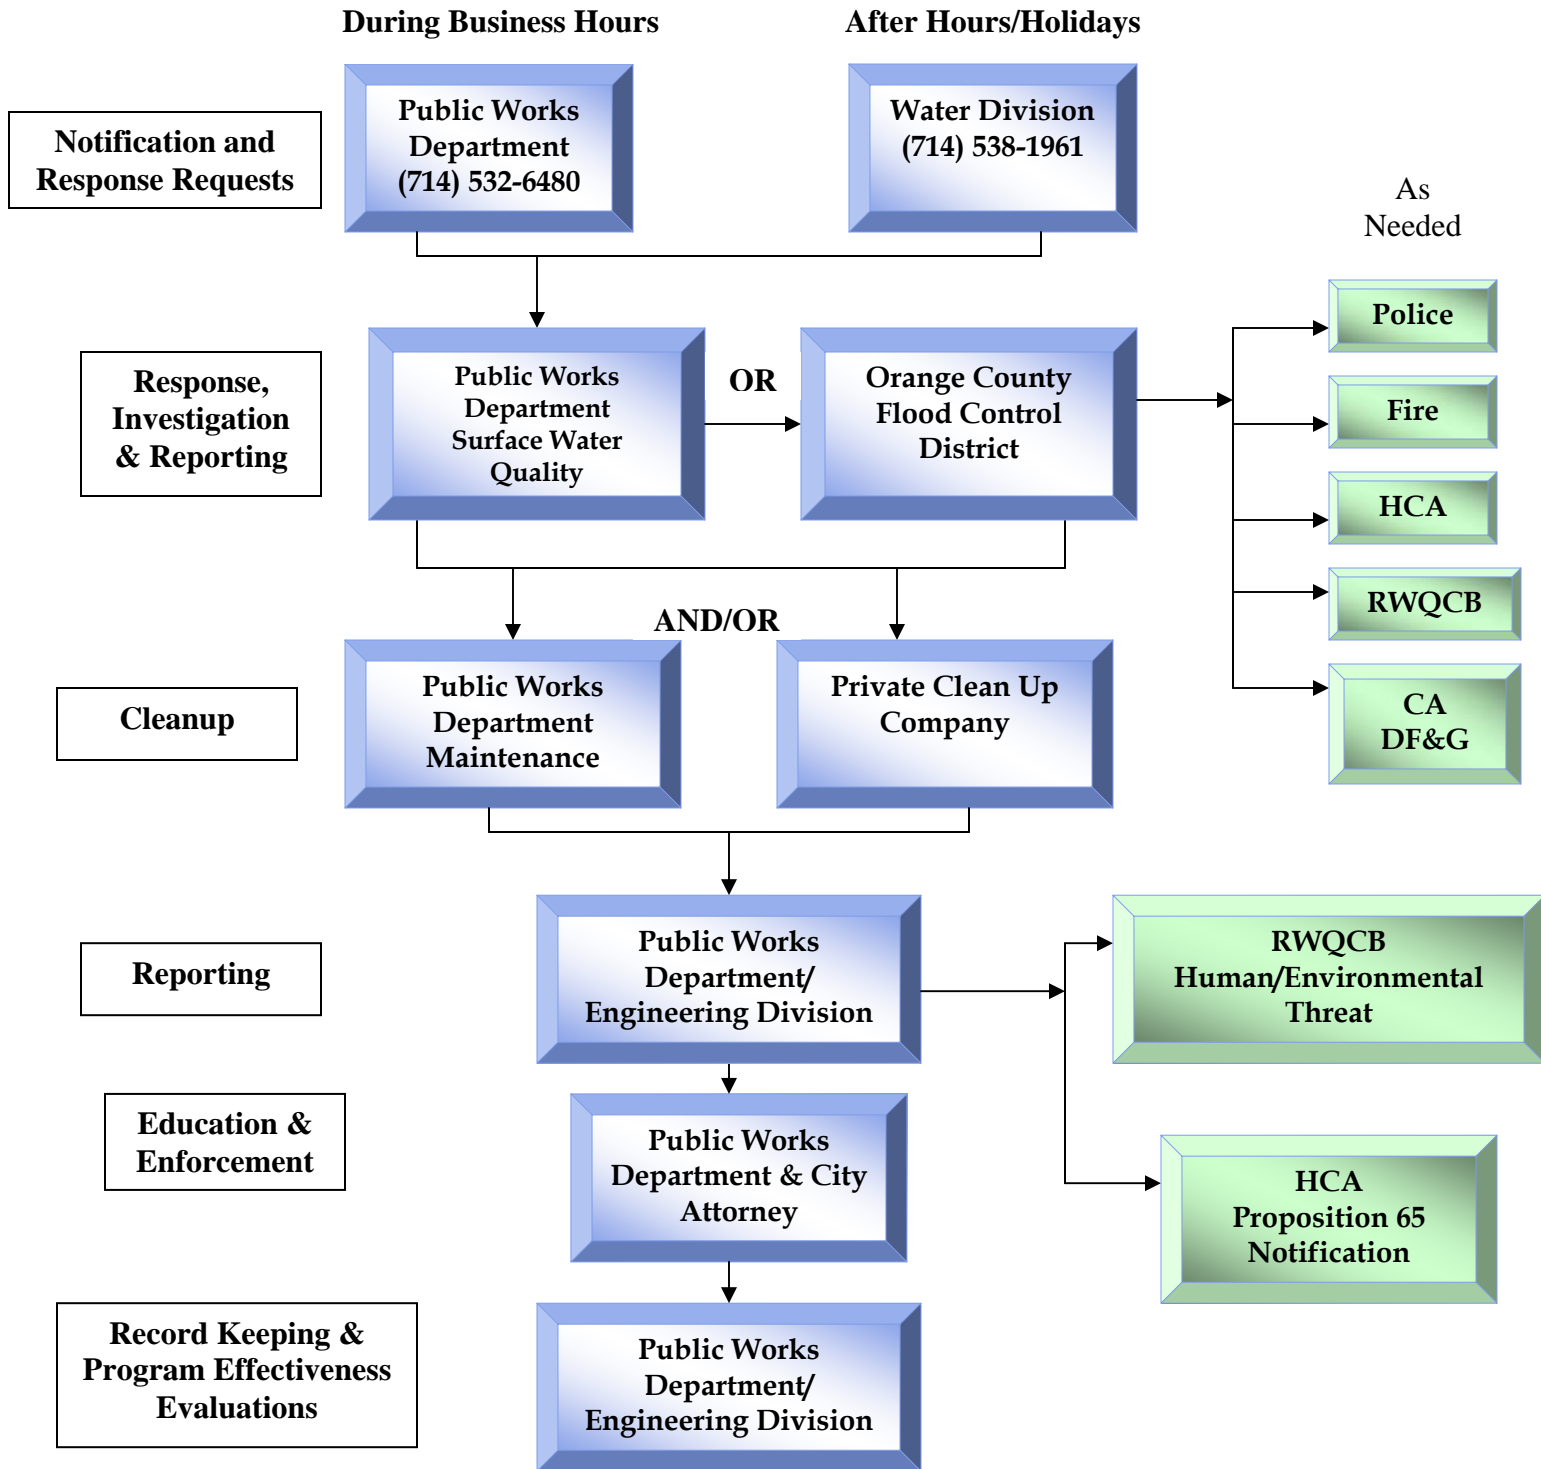 During Business Hours
After Hours/Holidays
Notification and
Response Requests
Public Works
Department
(714) 532-6480
Water Division
(714) 538-1961
As
Needed
Response,
Investigation
& Reporting
Public Works
Department
Surface Water
Quality
OR
Orange County
Flood Control
District
Police
Fire
HCA
RWQCB
CA
DF&G
AND/OR
Cleanup
Public Works
Department
Maintenance
Private Clean Up
Company
Reporting
Public Works
Department/
Engineering Division
RWQCB
Human/Environmental
Threat
Education &
Enforcement
Public Works
Department & City
Attorney
HCA
Proposition 65
Notification
Record Keeping &
Program Effectiveness
Evaluations
Public Works
Department/
Engineering Division